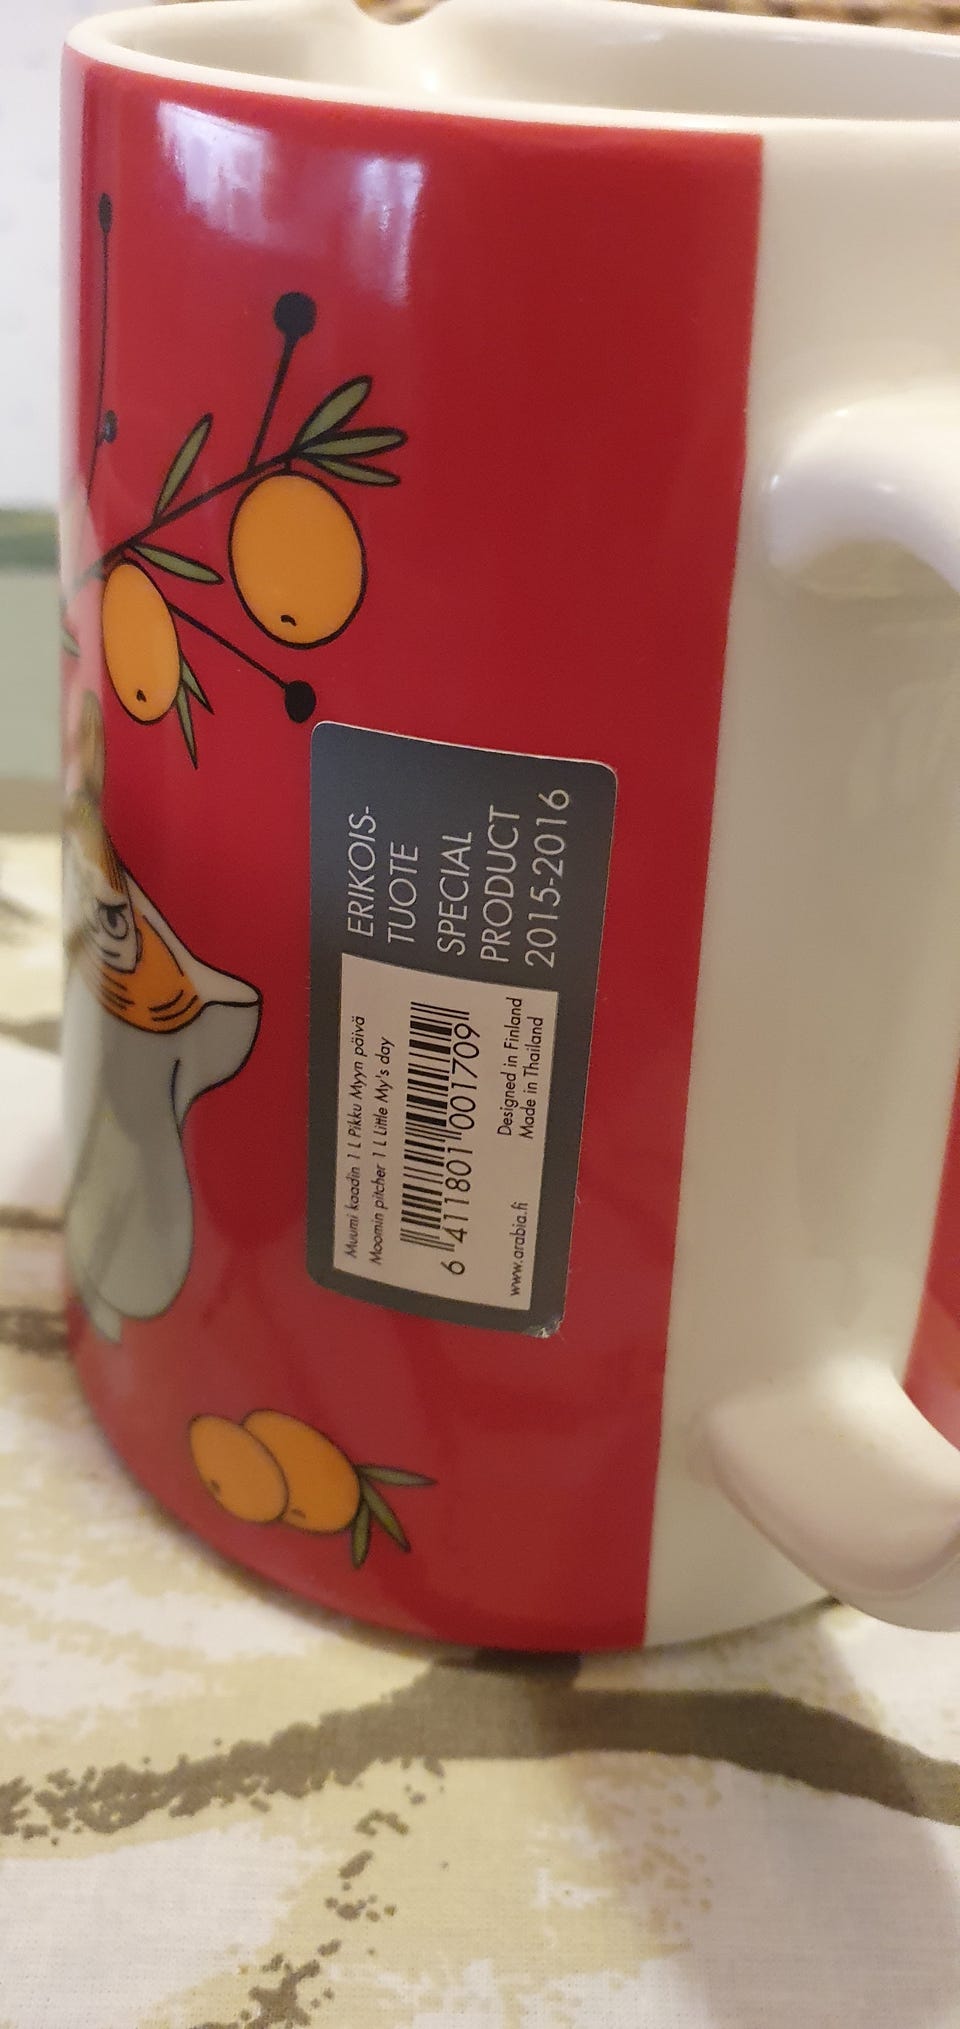 ERIKOIS-
TUOTE
SPECIAL
PRODUCT
2015-2016
Muumi kaadin 1 L Pikku Myyn päivä
Moomin pitcher 1 L Little My's day
6 411801 001709
www.arabia.fi
Designed in Finland
Made in Thailand